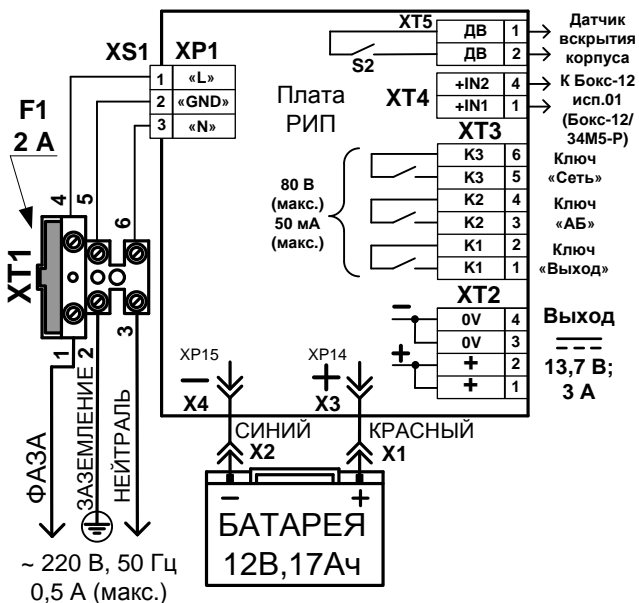 XS1 XP1
1 «L»
2 «GND»
3 «N»
F1
2 А
4
5
6
XT1
1
2
3
ФАЗА
ЗАЗЕМЛЕНИЕ
НЕЙТРАЛЬ
~ 220 В, 50 Гц
0,5 А (макс.)
Плата
РИП
XT5
ДВ 1
ДВ 2
S2
Датчик
вскрытия
корпуса
XT4
+IN2 4
+IN1 1
К Бокс-12
исп.01
(Бокс-12/
34М5-Р)
XT3
K3 6
K3 5
K2 4
K2 3
K1 2
K1 1
80 В
(макс.)
50 мА
(макс.)
Ключ
«Сеть»
Ключ
«АБ»
Ключ
«Выход»
XT2
0V 4
0V 3
+ 2
+ 1
−
+
Выход
13,7 В;
3 А
XP15
−
X4
XP14
+
X3
СИНИЙ
X2
КРАСНЫЙ
X1
− +
БАТАРЕЯ
12В,17Ач